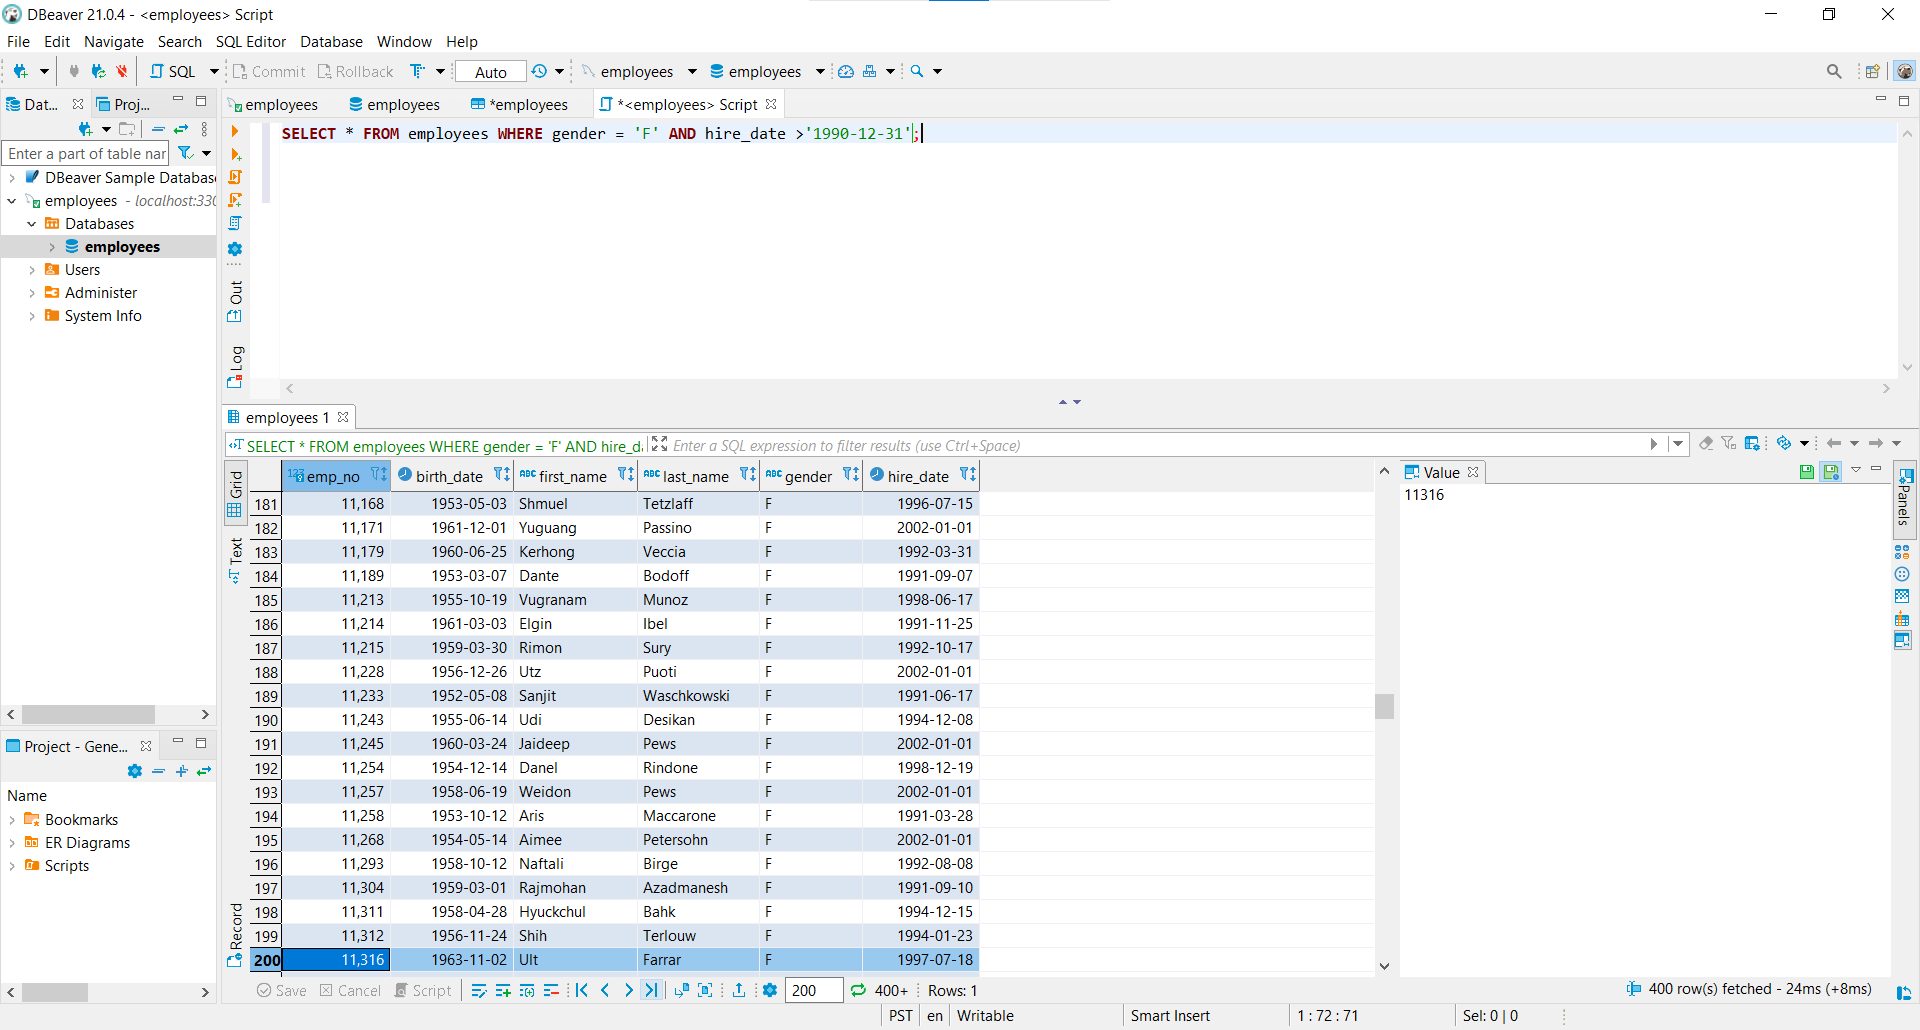 DBeaver 21.0.4 - <employees> Script
File Edit Navigate Search SQL Editor Database Window Help
SQL Commit Rollback Auto employees employees
Dat... Proj... employees employees *employees *<employees> Script
Enter a part of table nar
DBeaver Sample Databas
employees - localhost:330
Databases
employees
Users
Administer
System Info
SELECT * FROM employees WHERE gender = 'F' AND hire_date >'1990-12-31';
Out
Log
Project - Gene...
Name
Bookmarks
ER Diagrams
Scripts
employees 1
SELECT * FROM employees WHERE gender = 'F' AND hire_da Enter a SQL expression to filter results (use Ctrl+Space)
Grid
Text
Record
123 emp_no birth_date ABC first_name ABC last_name ABC gender hire_date
181 11,168 1953-05-03 Shmuel Tetzlaff F 1996-07-15
182 11,171 1961-12-01 Yuguang Passino F 2002-01-01
183 11,179 1960-06-25 Kerhong Veccia F 1992-03-31
184 11,189 1953-03-07 Dante Bodoff F 1991-09-07
185 11,213 1955-10-19 Vugranam Munoz F 1998-06-17
186 11,214 1961-03-03 Elgin Ibel F 1991-11-25
187 11,215 1959-03-30 Rimon Sury F 1992-10-17
188 11,228 1956-12-26 Utz Puoti F 2002-01-01
189 11,233 1952-05-08 Sanjit Waschkowski F 1991-06-17
190 11,243 1955-06-14 Udi Desikan F 1994-12-08
191 11,245 1960-03-24 Jaideep Pews F 2002-01-01
192 11,254 1954-12-14 Danel Rindone F 1998-12-19
193 11,257 1958-06-19 Weidon Pews F 2002-01-01
194 11,258 1953-10-12 Aris Maccarone F 1991-03-28
195 11,268 1954-05-14 Aimee Petersohn F 2002-01-01
196 11,293 1958-10-12 Naftali Birge F 1992-08-08
197 11,304 1959-03-01 Rajmohan Azadmanesh F 1991-09-10
198 11,311 1958-04-28 Hyuckchul Bahk F 1994-12-15
199 11,312 1956-11-24 Shih Terlouw F 1994-01-23
200 11,316 1963-11-02 Ult Farrar F 1997-07-18
Value
11316
Panels
Save Cancel Script 200 400+ Rows: 1 400 row(s) fetched - 24ms (+8ms)
PST en Writable Smart Insert 1 : 72 : 71 Sel: 0 | 0